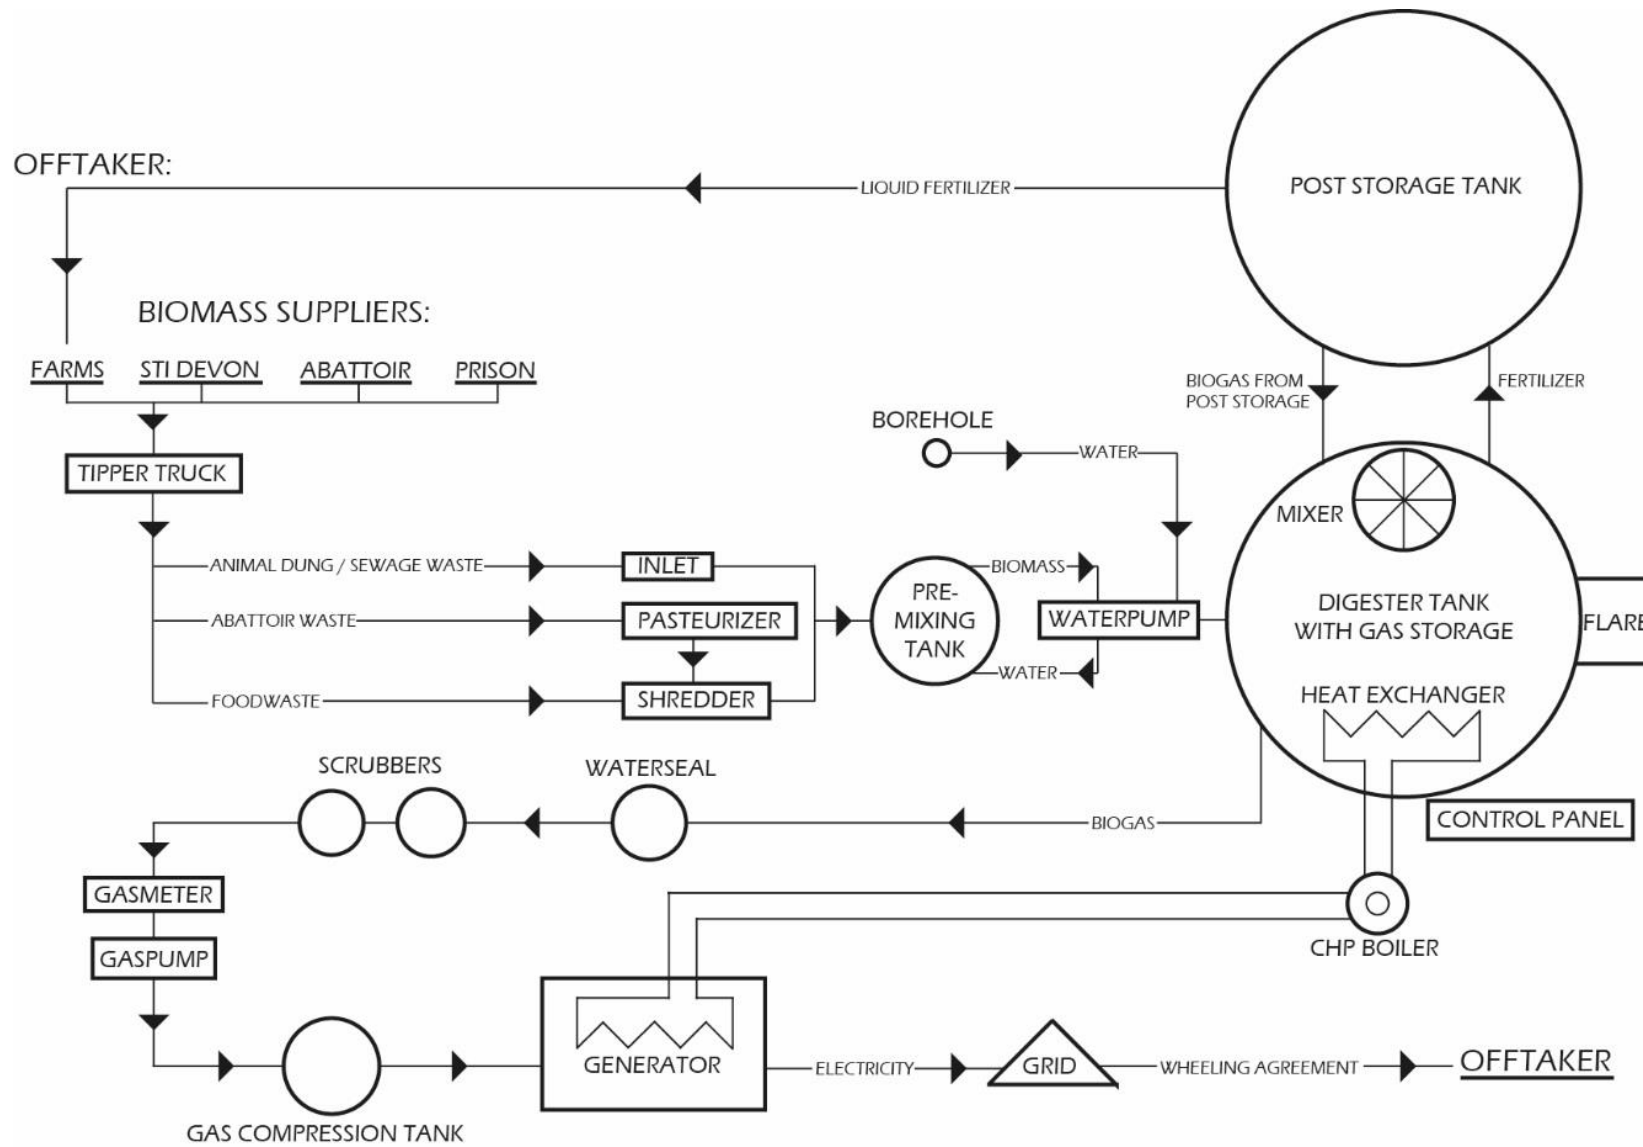 POST STORAGE TANK
OFFTAKER:
LIQUID FERTILIZER
BIOMASS SUPPLIERS:
FARMS
STI DEVON
ABATTOIR
PRISON
BIOGAS FROM
POST STORAGE
FERTILIZER
TIPPER TRUCK
BOREHOLE
WATER
MIXER
ANIMAL DUNG / SEWAGE WASTE
INLET
ABATTOIR WASTE
PASTEURIZER
FOODWASTE
SHREDDER
PRE-
MIXING
TANK
BIOMASS
WATERPUMP
WATER
DIGESTER TANK
WITH GAS STORAGE
FLARE
HEAT EXCHANGER
SCRUBBERS
WATERSEAL
BIOGAS
CONTROL PANEL
GASMETER
GASPUMP
CHP BOILER
GAS COMPRESSION TANK
GENERATOR
ELECTRICITY
GRID
WHEELING AGREEMENT
OFFTAKER